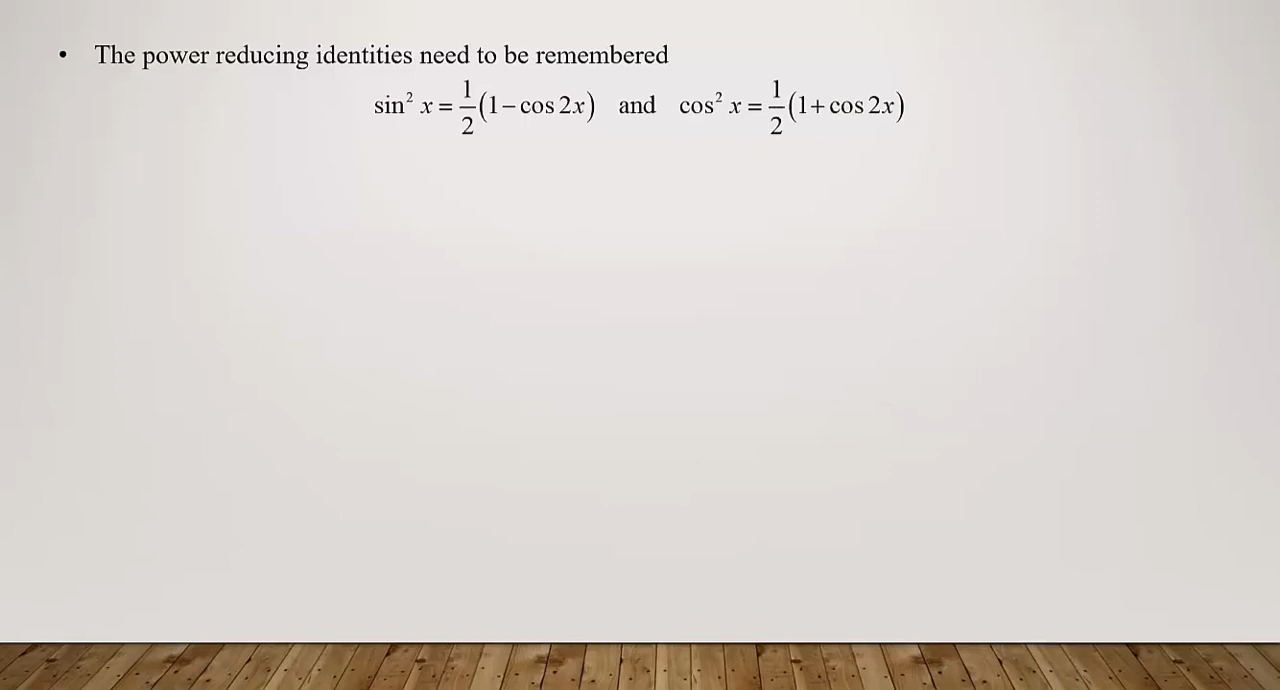 • The power reducing identities need to be remembered
sin² x = 1/2 (1 − cos 2x) and cos² x = 1/2 (1 + cos 2x)